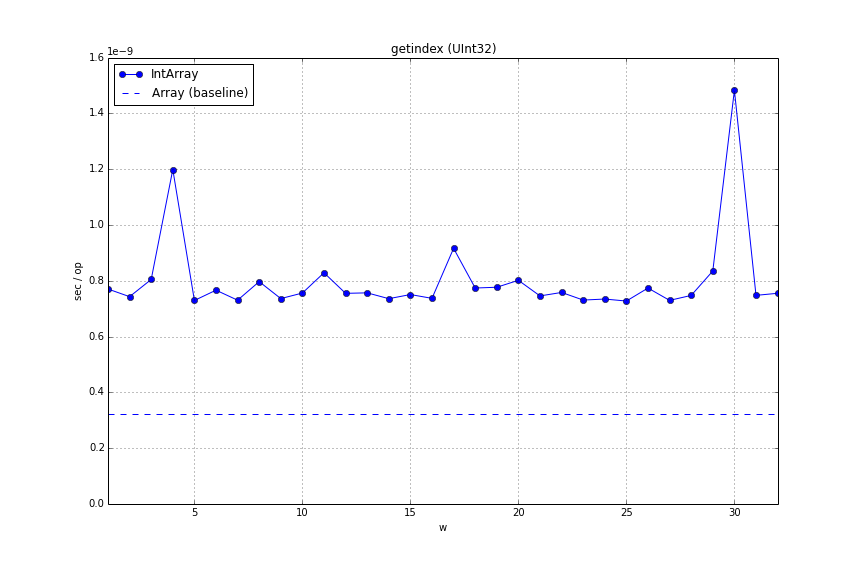 getindex (UInt32)
1e−9
IntArray
Array (baseline)
sec / op
1.6
1.4
1.2
1.0
0.8
0.6
0.4
0.2
0.0
5 10 15 20 25 30
w